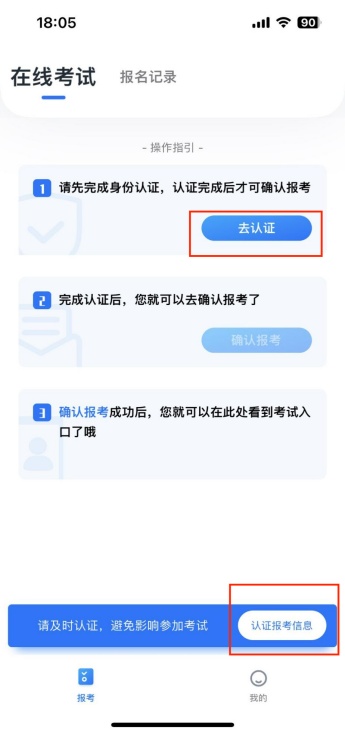 18:05
90
在线考试
报名记录
- 操作指引 -
1 请先完成身份认证，认证完成后才可确认报考
去认证
2 完成认证后，您就可以去确认报考了
确认报考
3 确认报考成功后，您就可以在此处看到考试入
口了哦
请及时认证，避免影响参加考试
认证报考信息
报考
我的